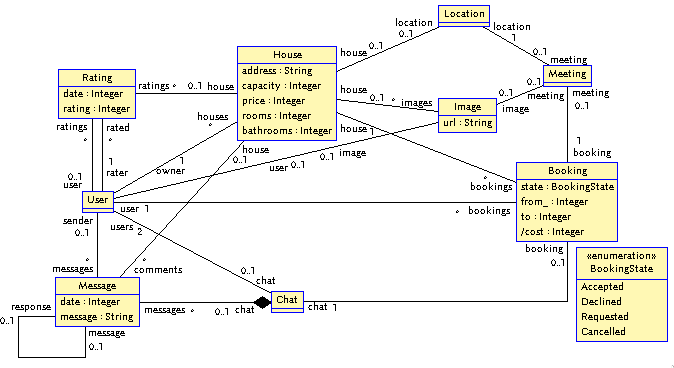 Location
location
0..1
location
1
House
address : String
capacity : Integer
price : Integer
rooms : Integer
bathrooms : Integer
house
0..1
0..1
meeting
Meeting
Rating
date : Integer
rating : Integer
ratings *
0..1 house
house
0..1
* images
Image
url : String
0..1
image
0..1
meeting
meeting
0..1
houses
*
house 1
ratings
*
rated
1
rater
0..1
user
1
owner
house
0..1
user 0..1
0..1 image
1
booking
Booking
state : BookingState
from_ : Integer
to : Integer
/cost : Integer
*
bookings
User
user 1
* bookings
sender
0..1
users 2
booking
0..1
«enumeration»
BookingState
Accepted
Declined
Requested
Cancelled
*
messages
*
comments
0..1
chat
Message
date : Integer
message : String
messages *
0..1 chat
Chat
chat 1
response
0..1
message
0..1